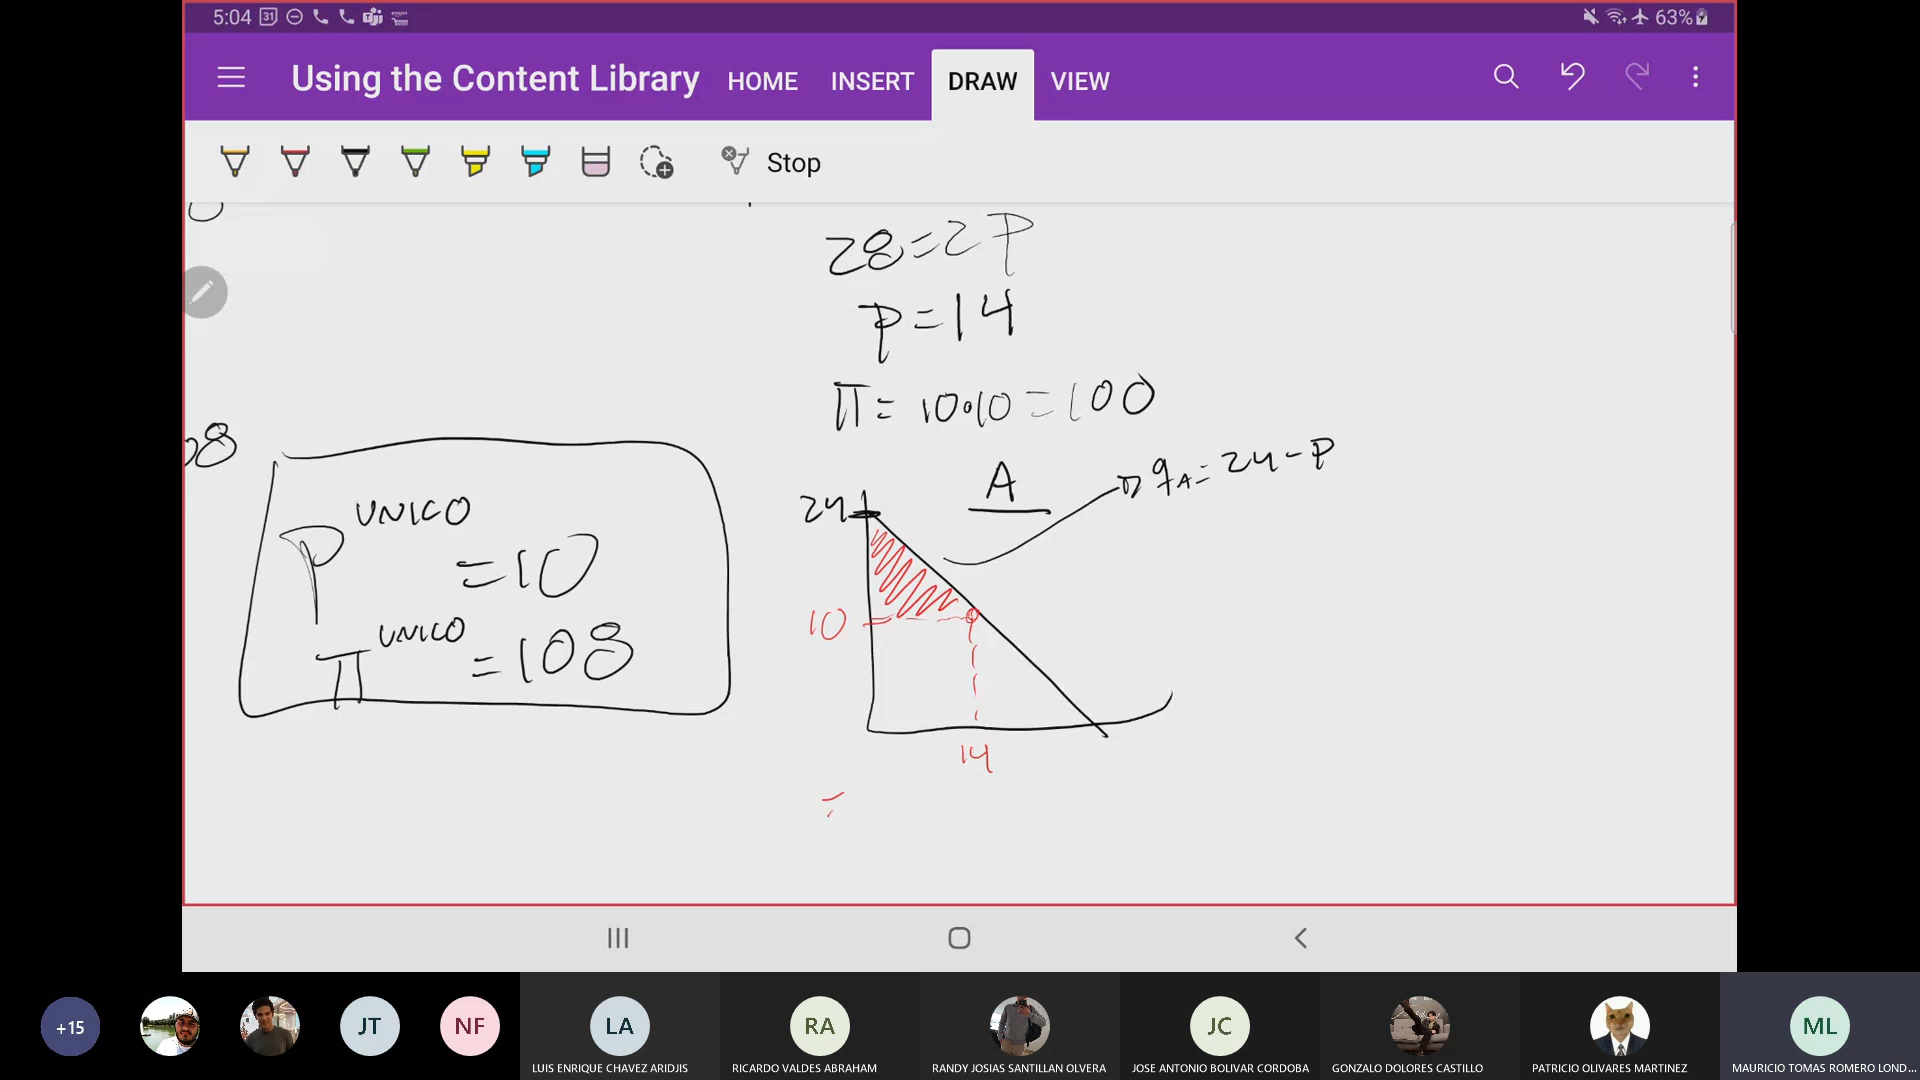 5:04 31 63%
Using the Content Library HOME INSERT DRAW VIEW
Stop
28=2P
P=14
π= 10•10 =100
08
P UNICO =10
π UNICO =108
A
qA= 24-P
24
10
14
=
+15 JT NF LA RA JC ML
LUIS ENRIQUE CHAVEZ ARIDJIS
RICARDO VALDES ABRAHAM
RANDY JOSIAS SANTILLAN OLVERA
JOSE ANTONIO BOLIVAR CORDOBA
GONZALO DOLORES CASTILLO
PATRICIO OLIVARES MARTINEZ
MAURICIO TOMAS ROMERO LOND...